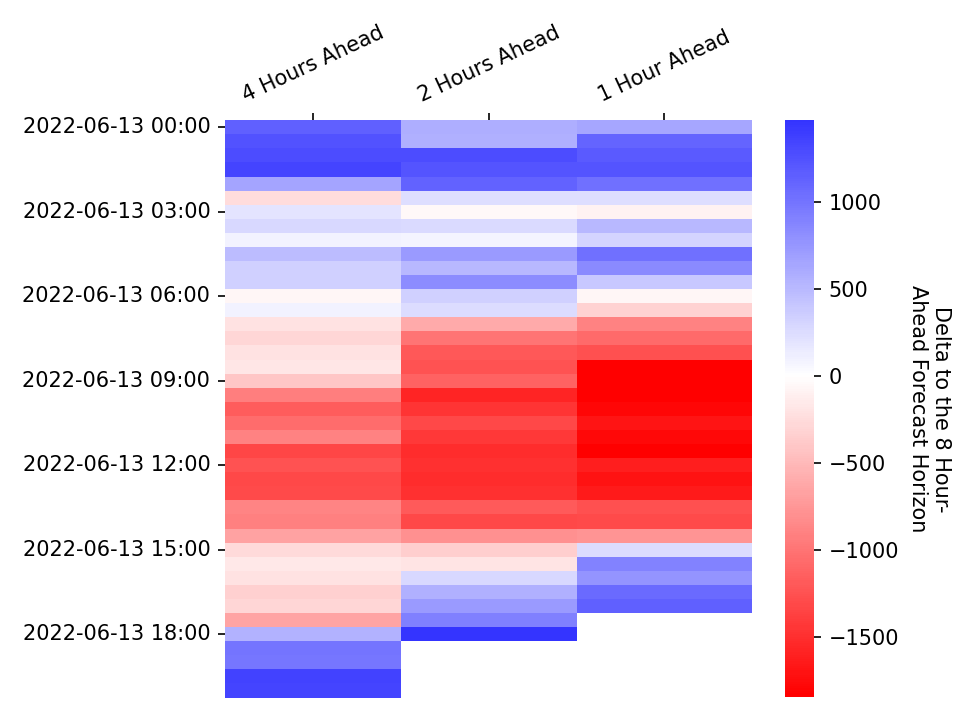 4 Hours Ahead
2 Hours Ahead
1 Hour Ahead
2022-06-13 00:00
2022-06-13 03:00
2022-06-13 06:00
2022-06-13 09:00
2022-06-13 12:00
2022-06-13 15:00
2022-06-13 18:00
1000
500
0
−500
−1000
−1500
Delta to the 8 Hour-
Ahead Forecast Horizon